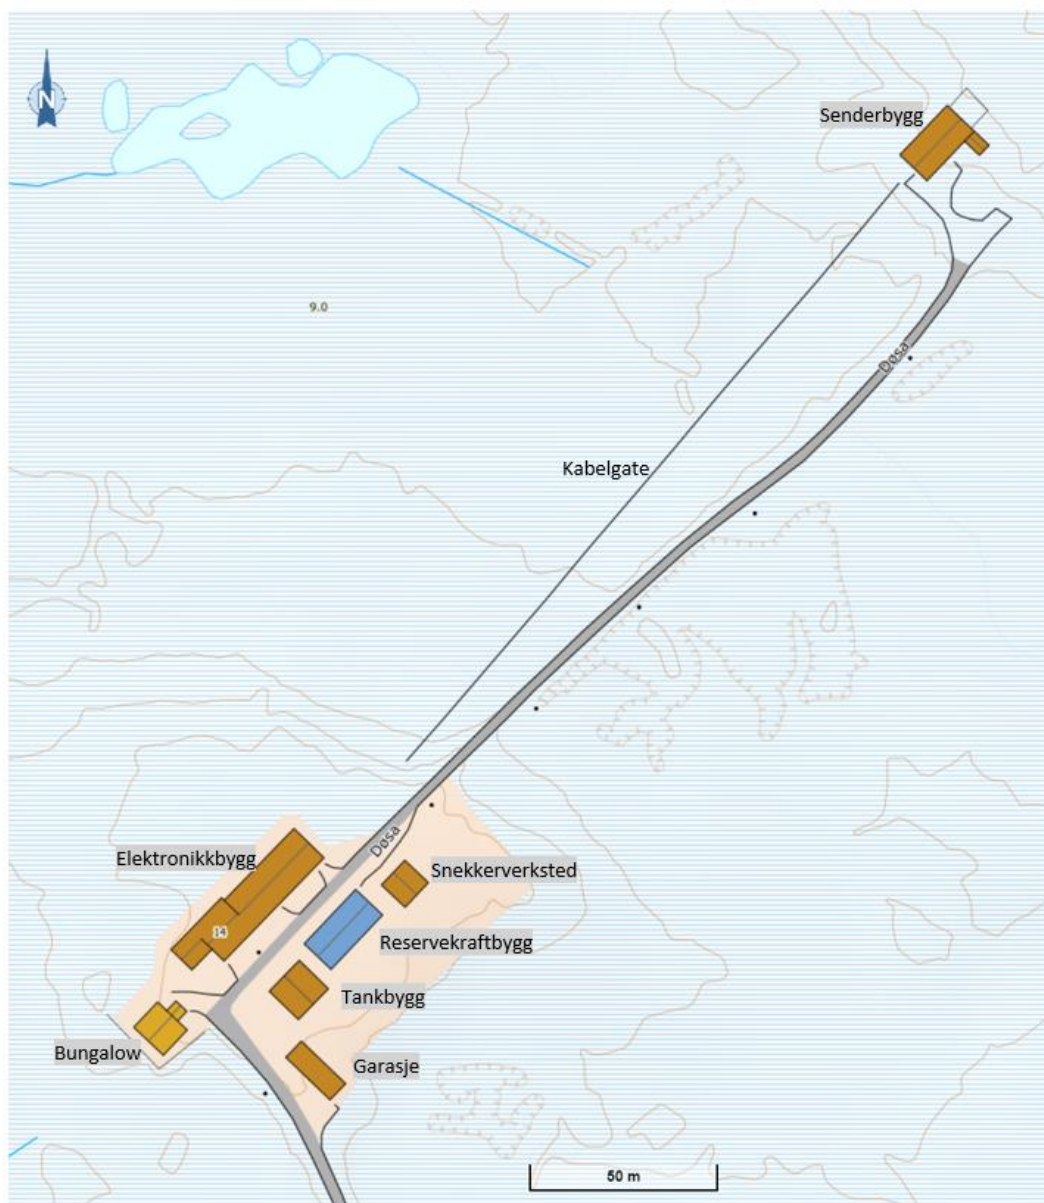 N
Senderbygg
9.0
Døsa
Kabelgate
Døsa
Elektronikkbygg
Snekkerverksted
14
Reservekraftbygg
Tankbygg
Bungalow
Garasje
50 m